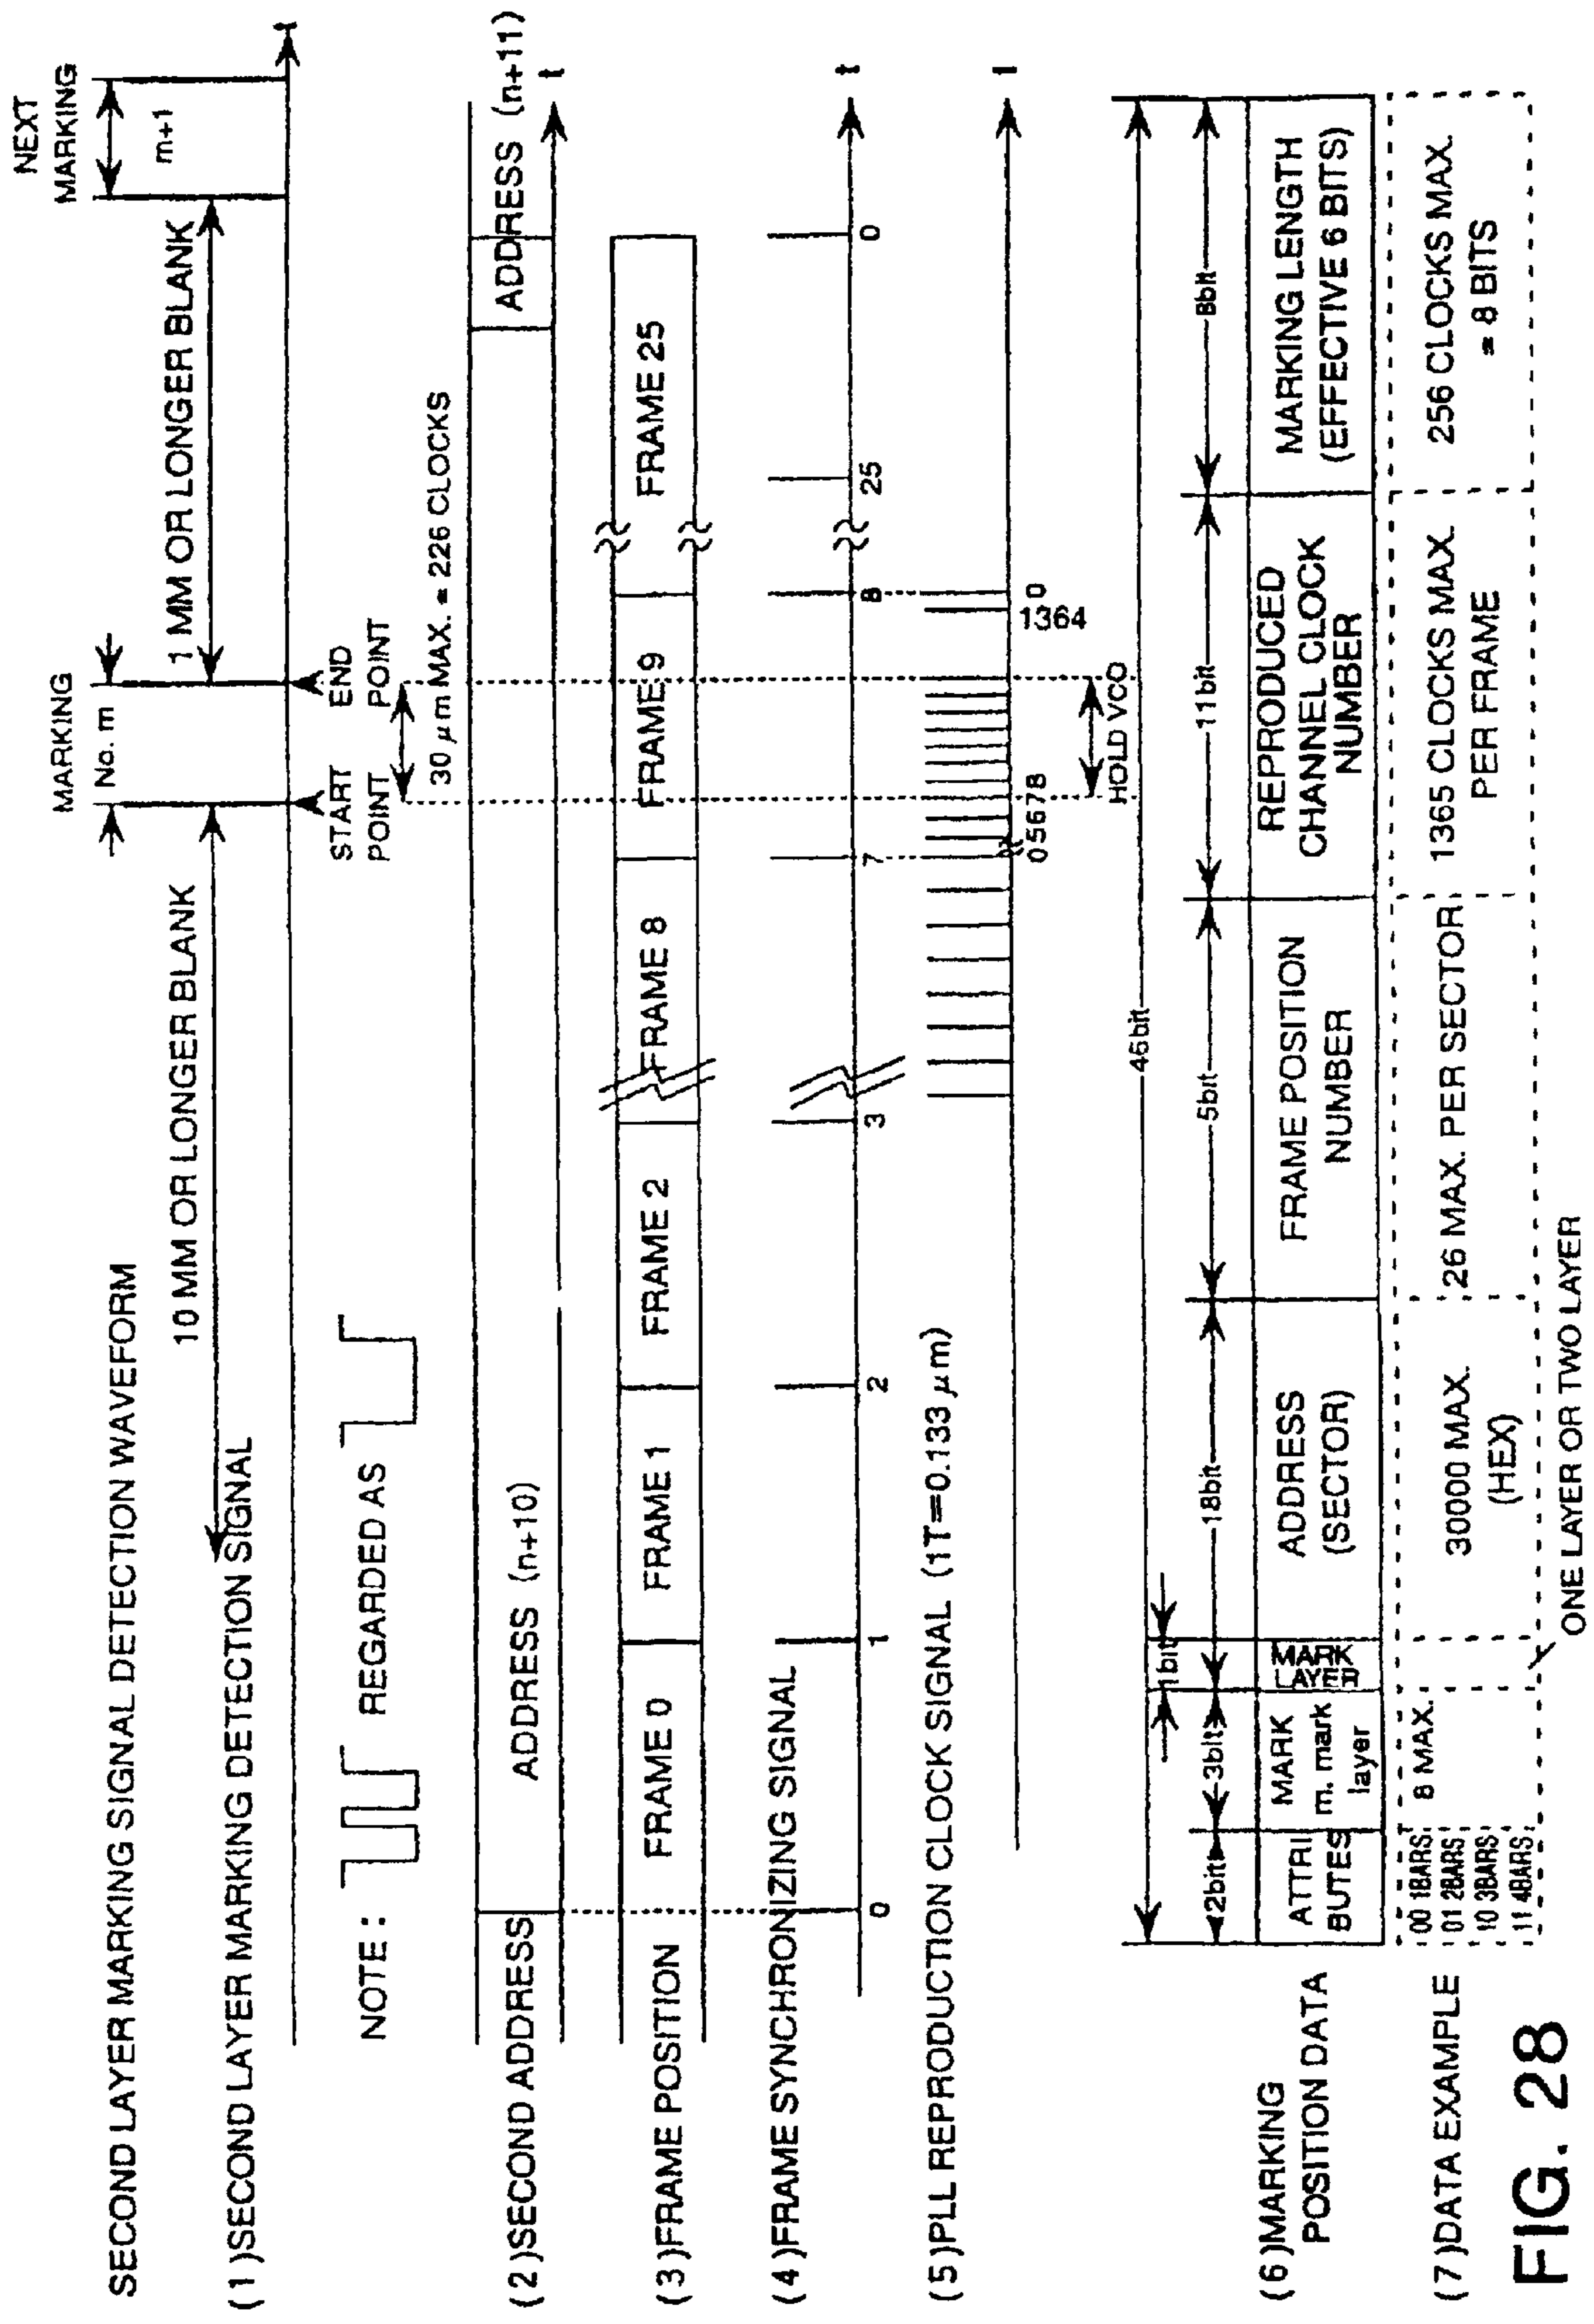 SECOND LAYER MARKING SIGNAL DETECTION WAVEFORM
MARKING
No. m
NEXT
MARKING
m+1
10 MM OR LONGER BLANK
1 MM OR LONGER BLANK
(1)SECOND LAYER MARKING DETECTION SIGNAL
t
START
POINT
END
POINT
NOTE :
REGARDED AS
30 μm MAX. = 226 CLOCKS
(2)SECOND ADDRESS
ADDRESS (n+10)
ADDRESS (n+11)
t
(3)FRAME POSITION
FRAME 0
FRAME 1
FRAME 2
FRAME 8
FRAME 9
FRAME 25
(4)FRAME SYNCHRONIZING SIGNAL
t
0
1
2
3
7
8
25
0
(5)PLL REPRODUCTION CLOCK SIGNAL (1T=0.133 μm)
t
05678
1364
0
HOLD VCO
46bit
2bit
3bit
1bit
18bit
5bit
11bit
8bit
(6)MARKING
POSITION DATA
ATTRI
BUTES
MARK
m. mark
layer
MARK
LAYER
ADDRESS
(SECTOR)
FRAME POSITION
NUMBER
REPRODUCED
CHANNEL CLOCK
NUMBER
MARKING LENGTH
(EFFECTIVE 6 BITS)
(7)DATA EXAMPLE
00 1BARS
01 2BARS
10 3BARS
11 4BARS
8 MAX.
30000 MAX.
(HEX)
26 MAX. PER SECTOR
1365 CLOCKS MAX.
PER FRAME
256 CLOCKS MAX.
= 8 BITS
ONE LAYER OR TWO LAYER
FIG. 28